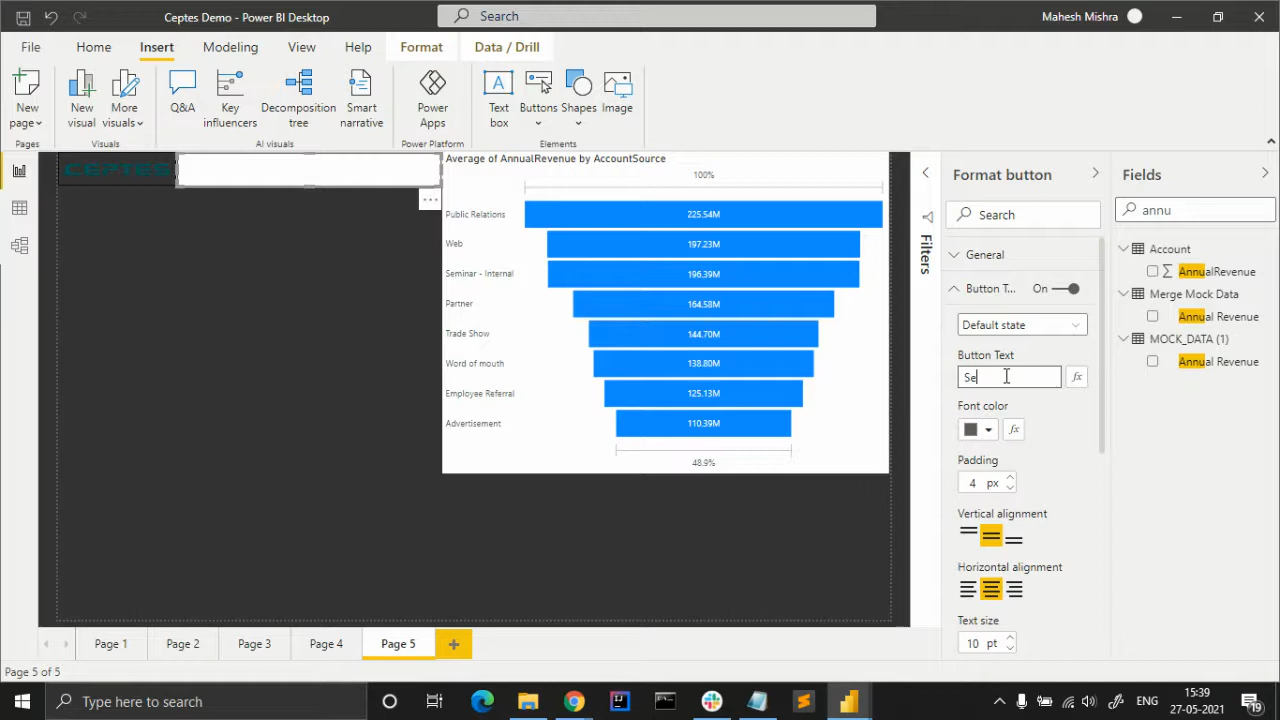 Ceptes Demo - Power BI Desktop
Search
Mahesh Mishra
File
Home
Insert
Modeling
View
Help
Format
Data / Drill
New page
New visual
More visuals
Q&A
Key influencers
Decomposition tree
Smart narrative
Power Apps
Text box
Buttons
Shapes
Image
Pages
Visuals
AI visuals
Power Platform
Elements
CEPTES
Average of AnnualRevenue by AccountSource
100%
Public Relations
225.54M
Web
197.23M
Seminar - Internal
196.39M
Partner
164.58M
Trade Show
144.70M
Word of mouth
138.80M
Employee Referral
125.13M
Advertisement
110.39M
48.9%
Filters
Format button
Search
General
Button T...
On
Default state
Button Text
Se
fx
Font color
fx
Padding
4 px
Vertical alignment
Horizontal alignment
Text size
10 pt
Fields
annu
Account
AnnualRevenue
Merge Mock Data
Annual Revenue
MOCK_DATA (1)
Annual Revenue
Page 1
Page 2
Page 3
Page 4
Page 5
Page 5 of 5
Type here to search
ENG
15:39
27-05-2021
19